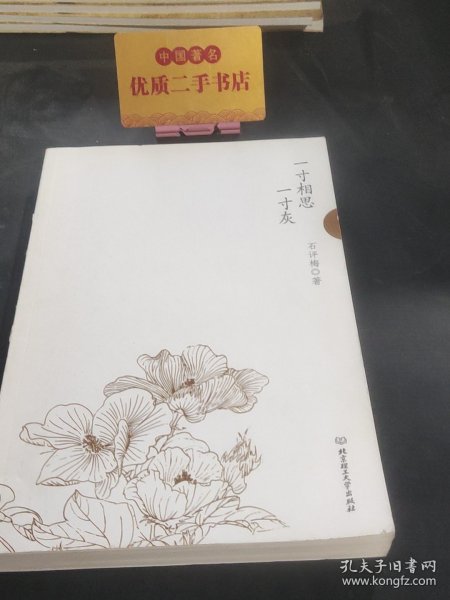 中国著名
优质二手书店
一寸相思
一寸灰
石评梅◎著
北京理工大学出版社
孔夫子旧书网
www.kongfz.com